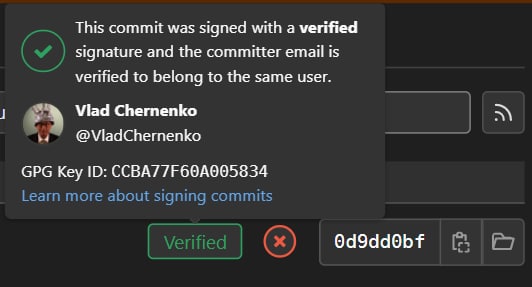 This commit was signed with a verified
signature and the committer email is
verified to belong to the same user.
Vlad Chernenko
@VladChernenko
GPG Key ID: CCBA77F60A005834
Learn more about signing commits
Verified
0d9dd0bf